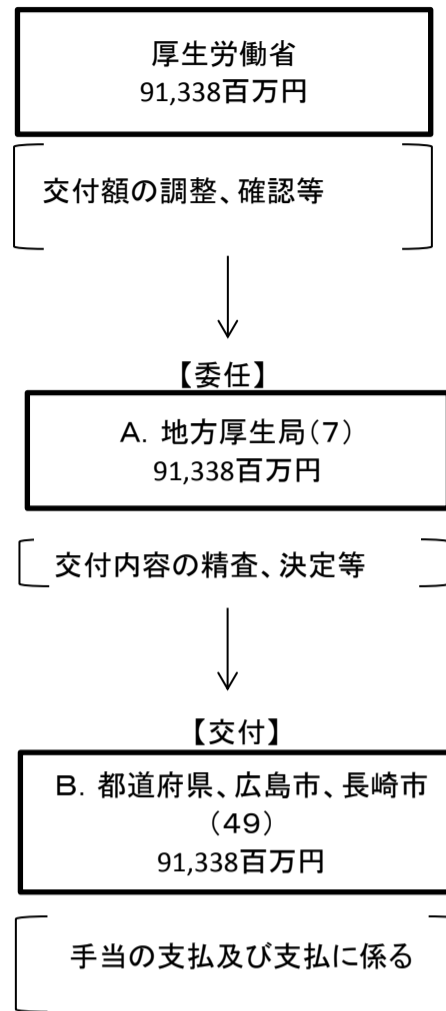 厚生労働省
91,338百万円
交付額の調整、確認等
【委任】
A. 地方厚生局（7）
91,338百万円
交付内容の精査、決定等
【交付】
B. 都道府県、広島市、長崎市
（49）
91,338百万円
手当の支払及び支払に係る